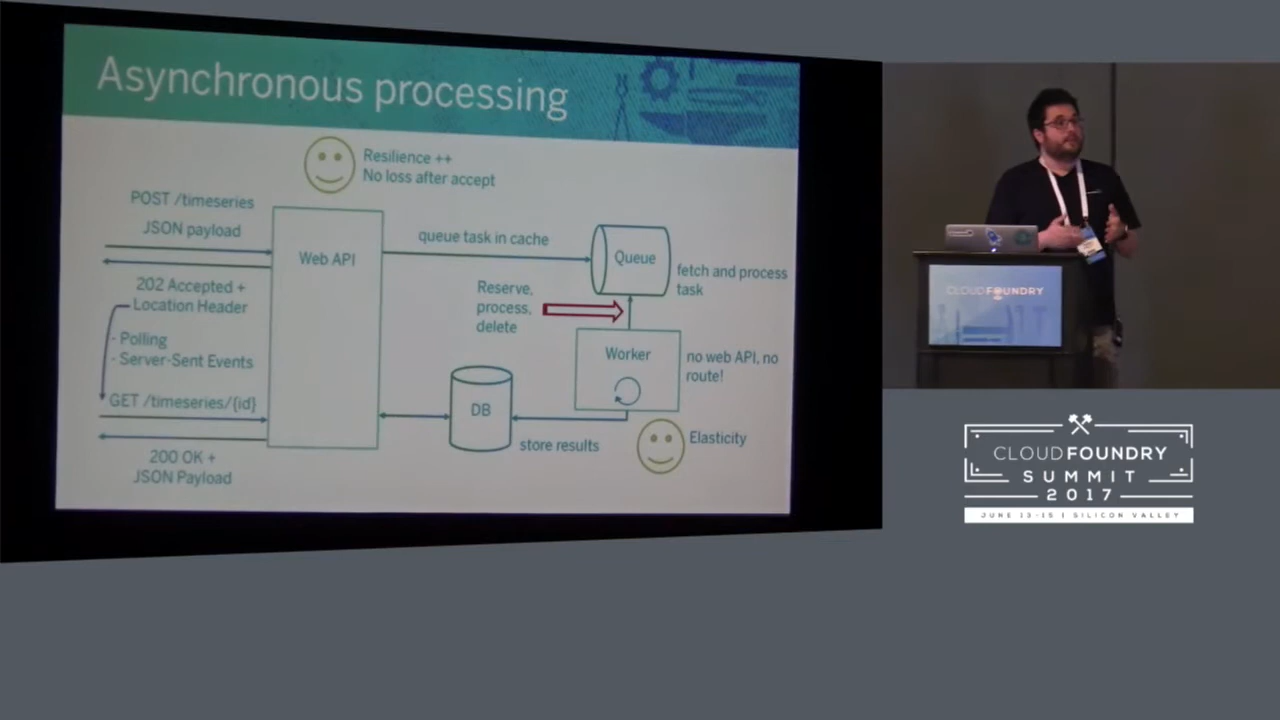 Asynchronous processing
Resilience ++
No loss after accept
POST /timeseries
JSON payload
Web API
queue task in cache
Queue
fetch and process
task
202 Accepted +
Location Header
Reserve,
process,
delete
- Polling
- Server-Sent Events
Worker
no web API, no
route!
GET /timeseries/{id}
DB
store results
Elasticity
200 OK +
JSON Payload
CLOUD FOUNDRY
CLOUD FOUNDRY
SUMMIT
2017
JUNE 13-15 | SILICON VALLEY